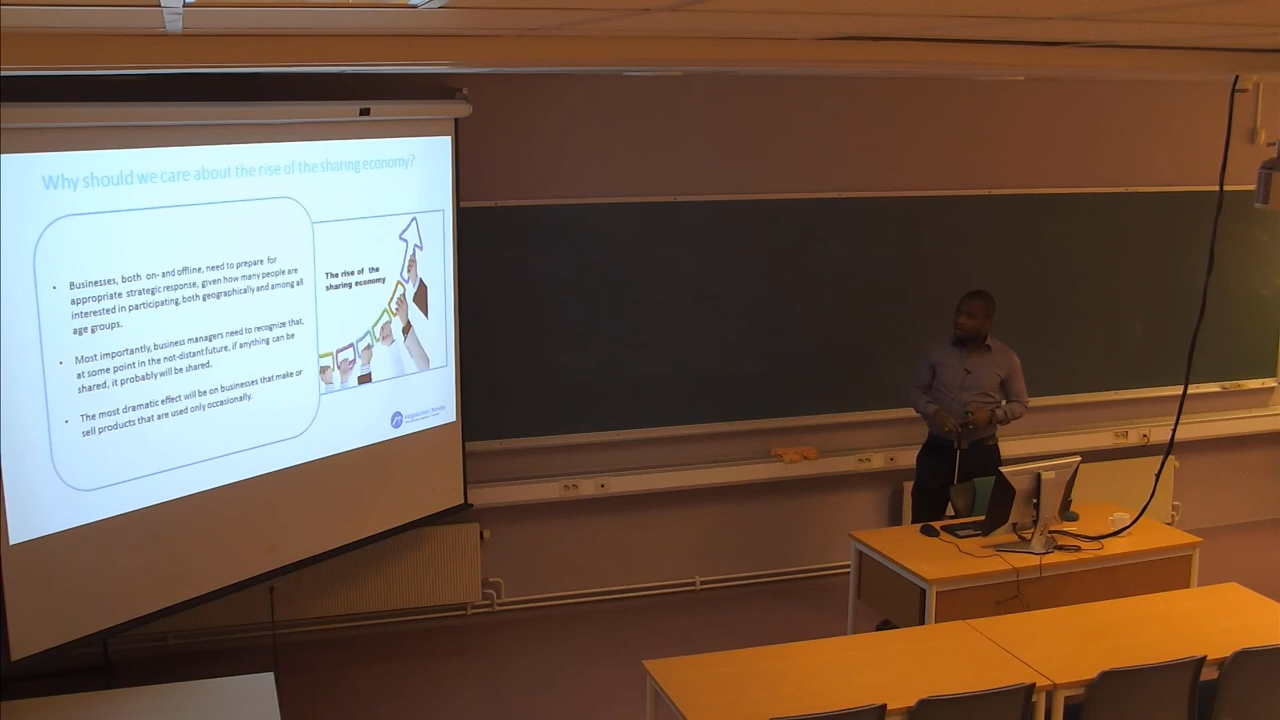 Why should we care about the rise of the sharing economy?
• Businesses, both on- and offline, need to prepare for
appropriate strategic response, given how many people are
interested in participating, both geographically and among all
age groups.
• Most importantly, business managers need to recognize that,
at some point in the not-distant future, if anything can be
shared, it probably will be shared.
• The most dramatic effect will be on businesses that make or
sell products that are used only occasionally.
The rise of the
sharing economy